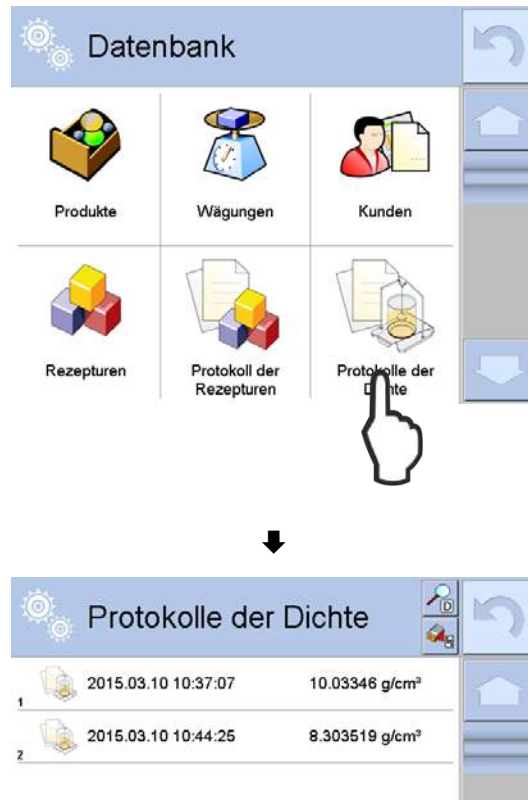 Datenbank
Produkte
Wägungen
Kunden
Rezepturen
Protokoll der
Rezepturen
Protokolle der
Protokolle der Dichte
D
1
2015.03.10 10:37:07 10.03346 g/cm³
2
2015.03.10 10:44:25 8.303519 g/cm³